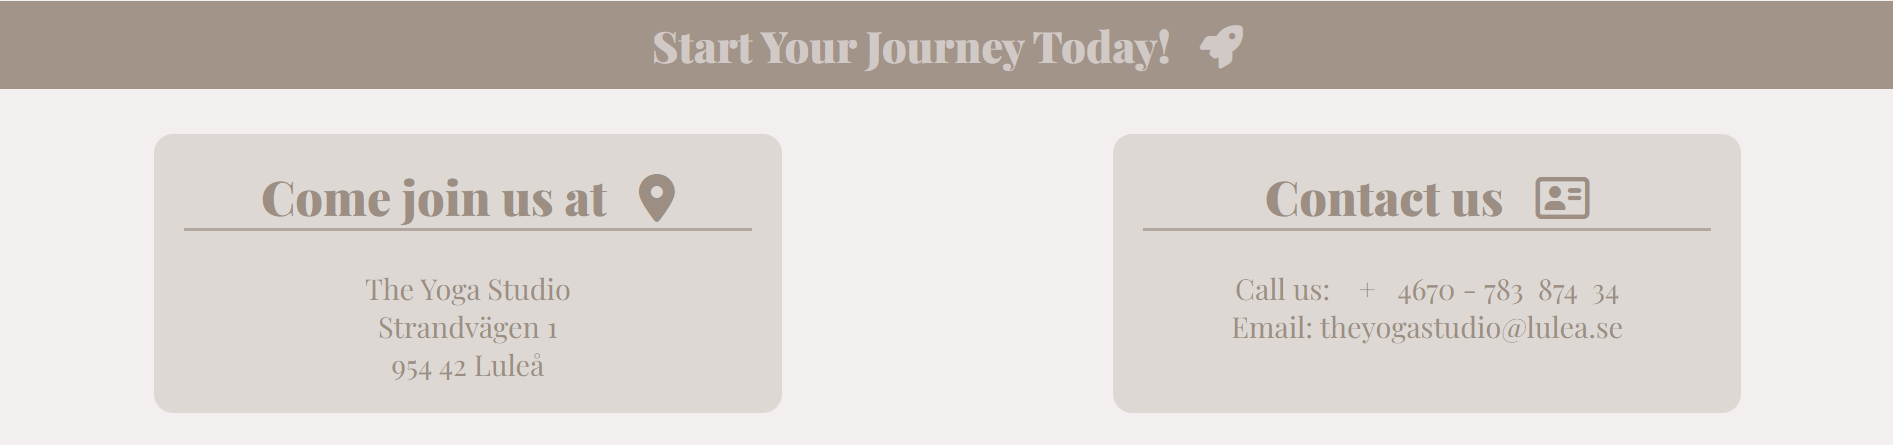 Start Your Journey Today!
Come join us at
The Yoga Studio
Strandvägen 1
954 42 Luleå
Contact us
Call us: + 4670 - 783 874 34
Email: theyogastudio@lulea.se